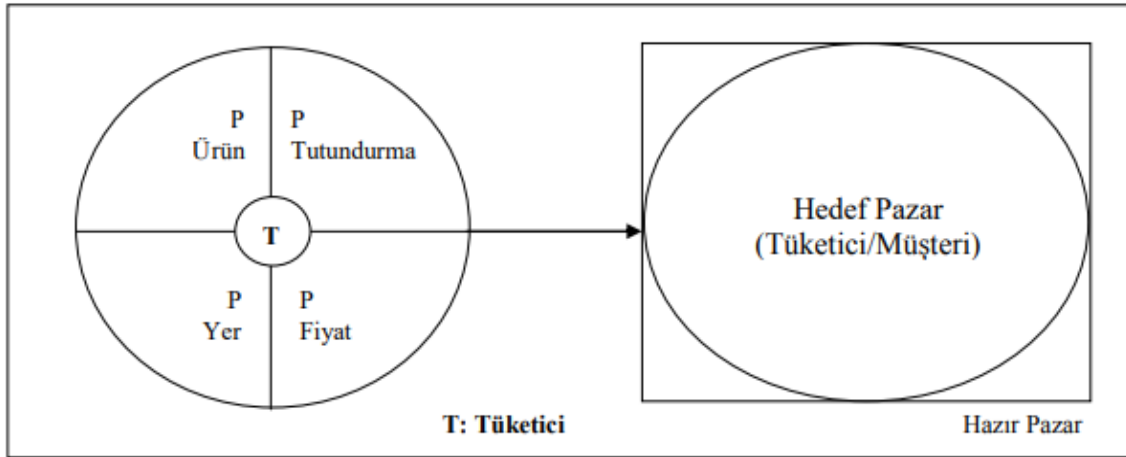 P
Ürün
P
Tutundurma
T
P
Yer
P
Fiyat
Hedef Pazar
(Tüketici/Müşteri)
T: Tüketici
Hazır Pazar